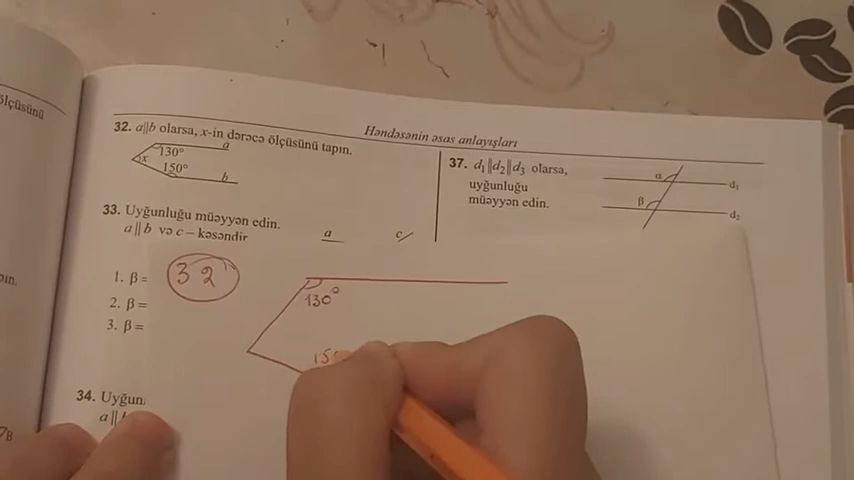 ölçüsünü
Həndəsənin əsas anlayışları
32. a||b olarsa, x-in dərəcə ölçüsünü tapın.
130° a
x
150° b
33. Uyğunluğu müəyyən edin.
a || b və c – kəsəndir
a c
1. β =
2. β =
3. β =
34. Uyğun
a ||
37. d₁||d₂||d₃ olarsa,
uyğunluğu
müəyyən edin.
α d₁
β d₂
32
130°
15